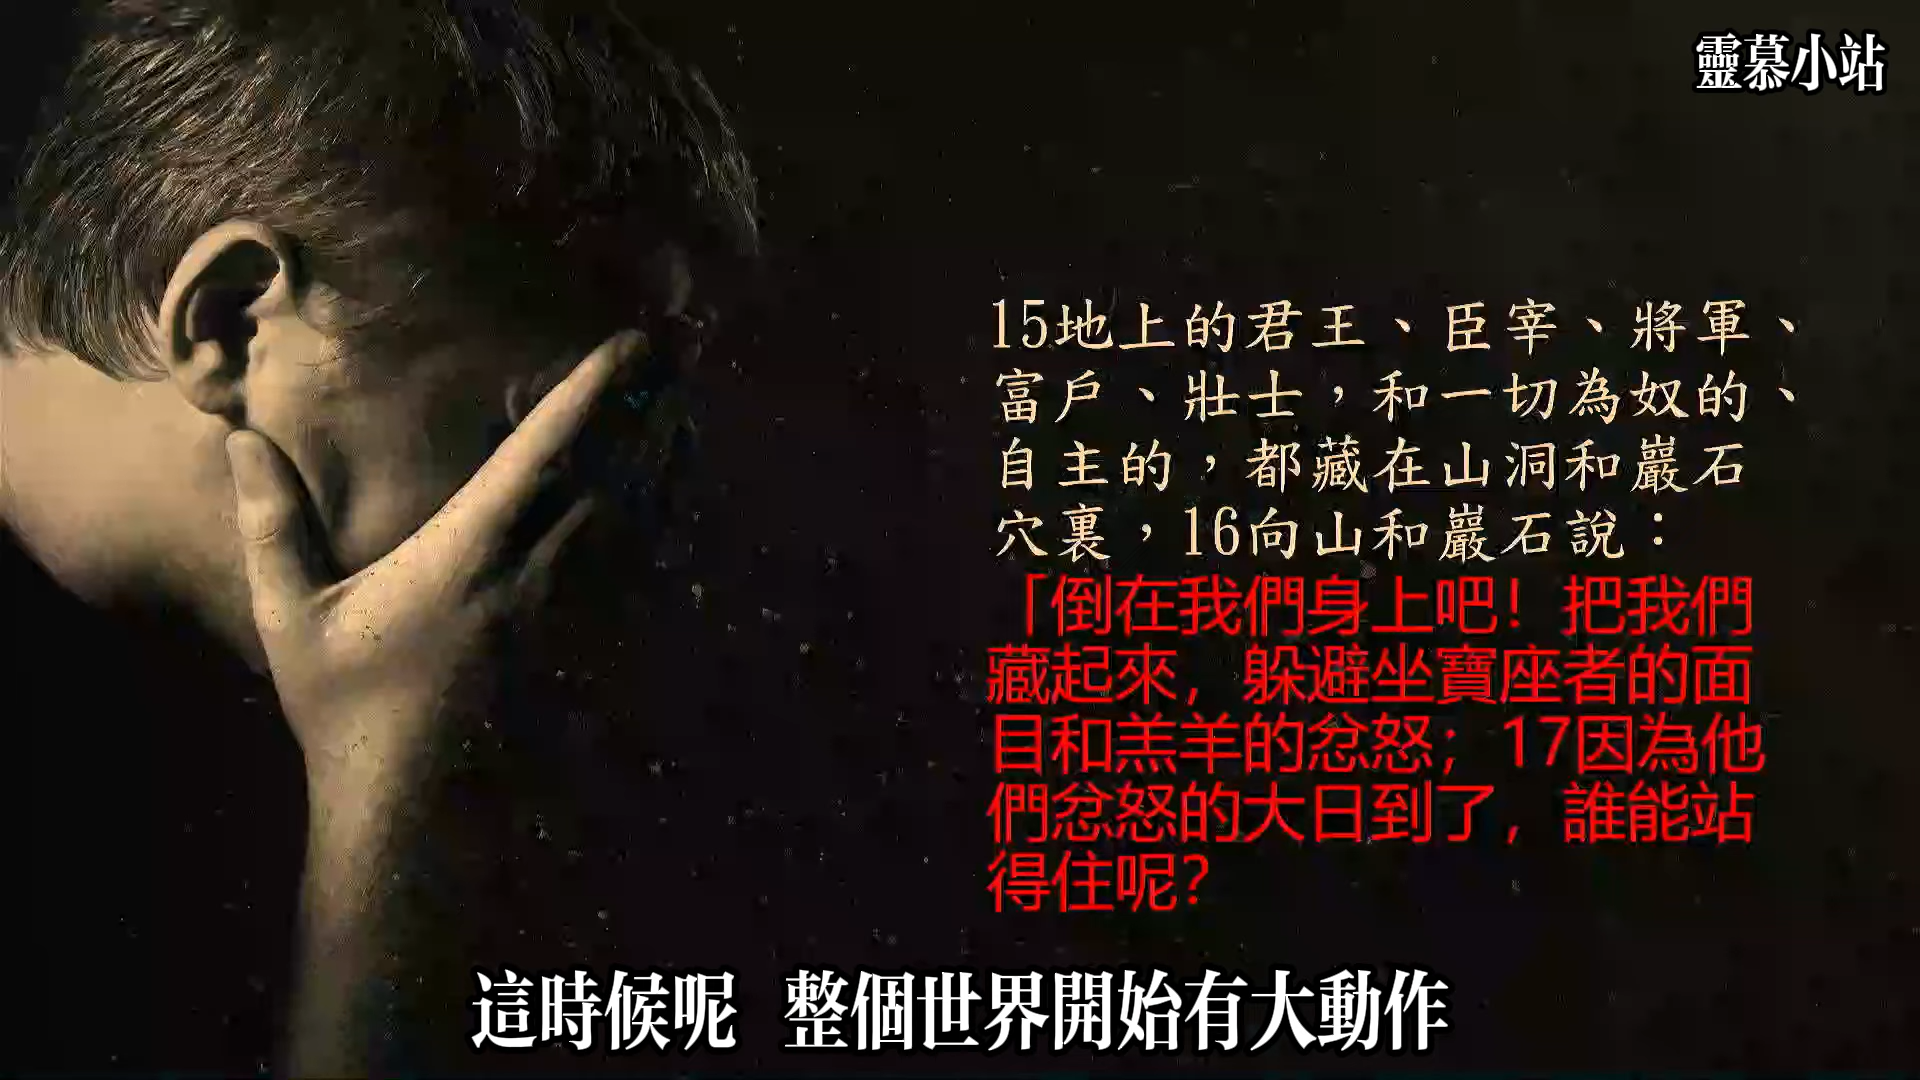 靈慕小站
15地上的君王、臣宰、將軍、
富戶、壯士，和一切為奴的、
自主的，都藏在山洞和巖石
穴裏，16向山和巖石說：
「倒在我們身上吧！把我們
藏起來，躲避坐寶座者的面
目和羔羊的忿怒；17因為他
們忿怒的大日到了，誰能站
得住呢？
這時候呢 整個世界開始有大動作